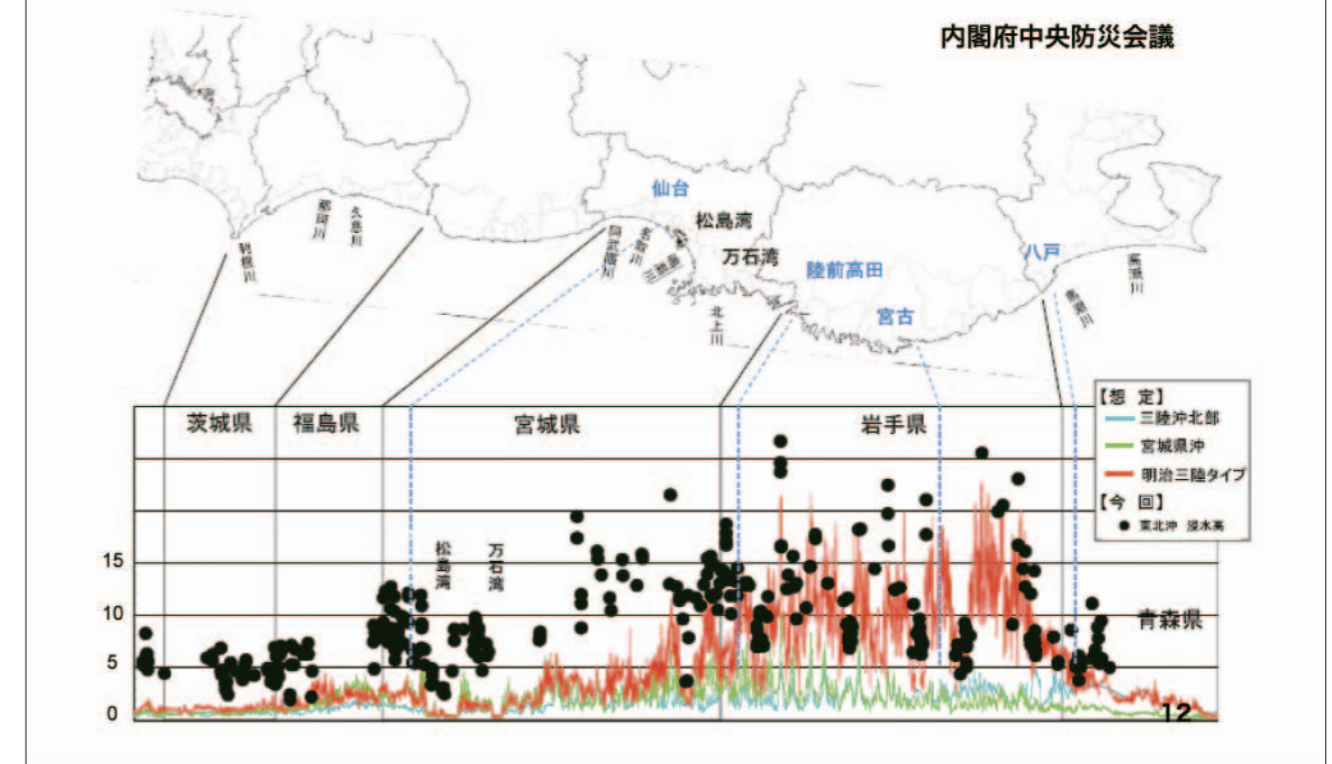 内閣府中央防災会議
仙台
松島湾
万石湾
陸前高田
宮古
八戸
那珂川
久慈川
利根川
阿武隈川
名取川
北上川
高瀬川
茨城県
福島県
宮城県
岩手県
青森県
松島湾
万石湾
【想 定】
三陸沖北部
宮城県沖
明治三陸タイプ
【今 回】
東北沖 浸水高
15
10
5
0
12